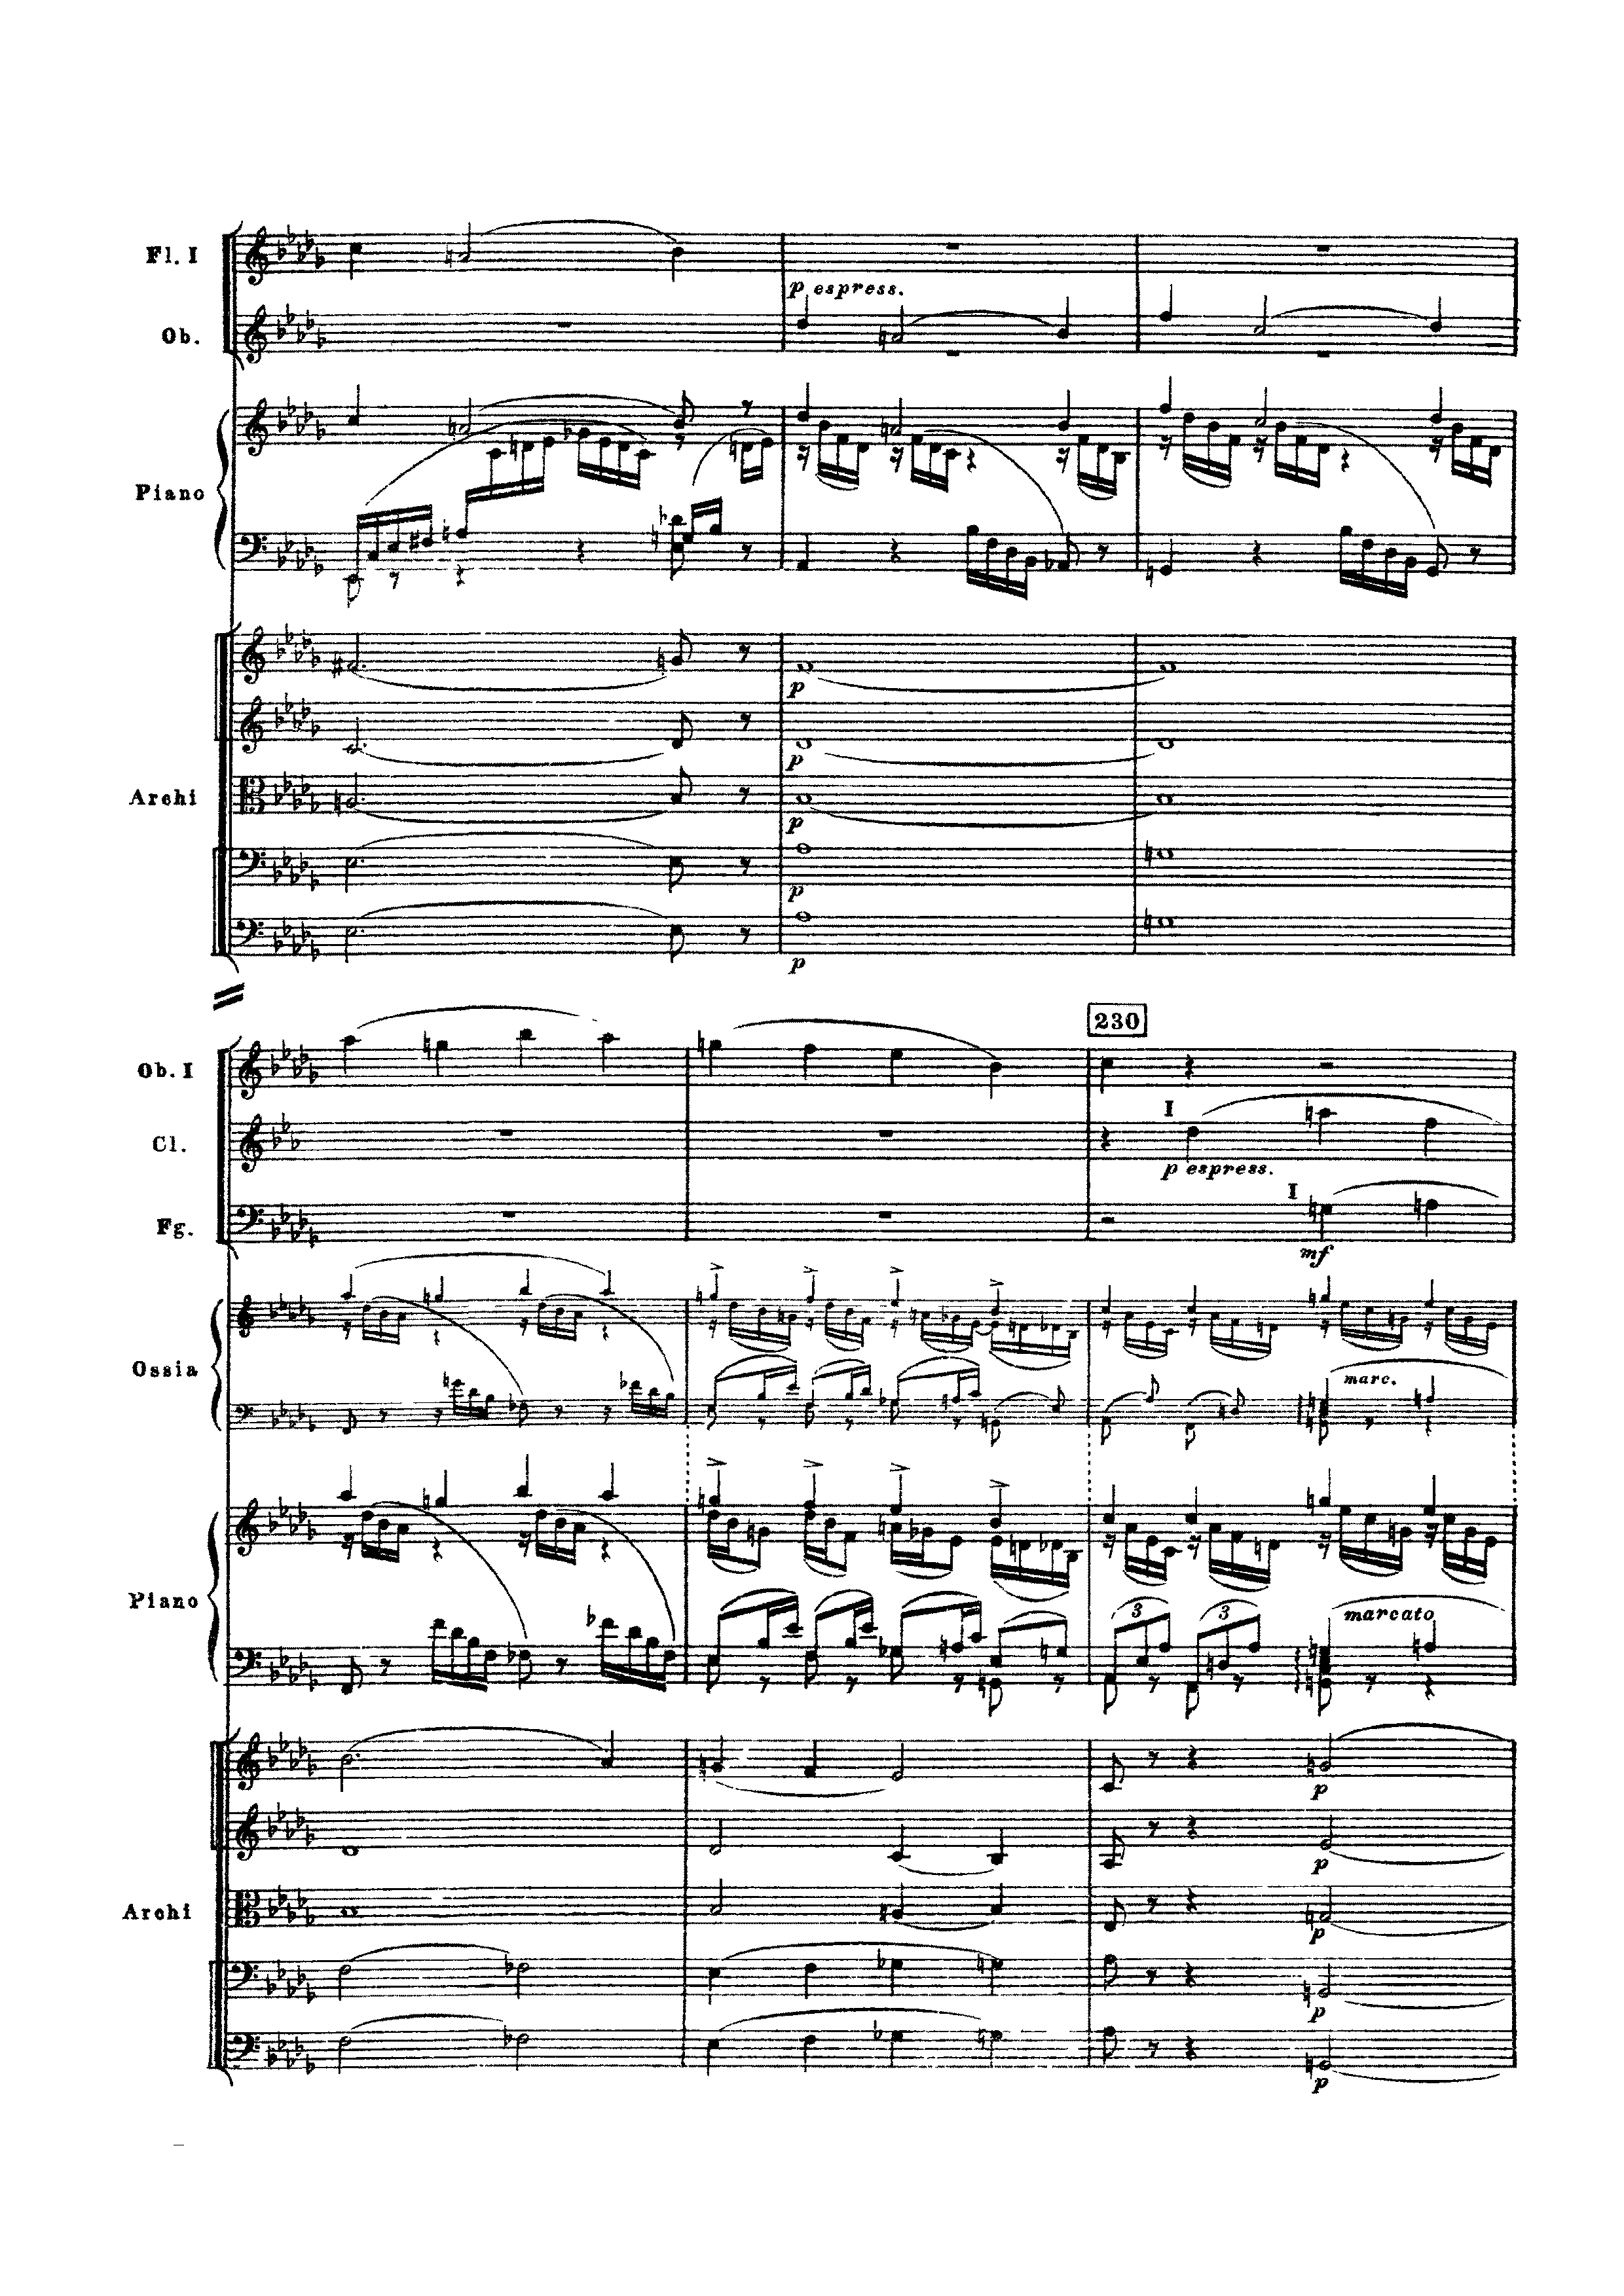 Fl. I
p espress.
Ob.
Piano
p
p
Archi
p
p
p
230
Ob. I
I
Cl.
p espress.
I
Fg.
mf
Ossia
marc.
Piano
3
3
marcato
p
p
Archi
p
p
p